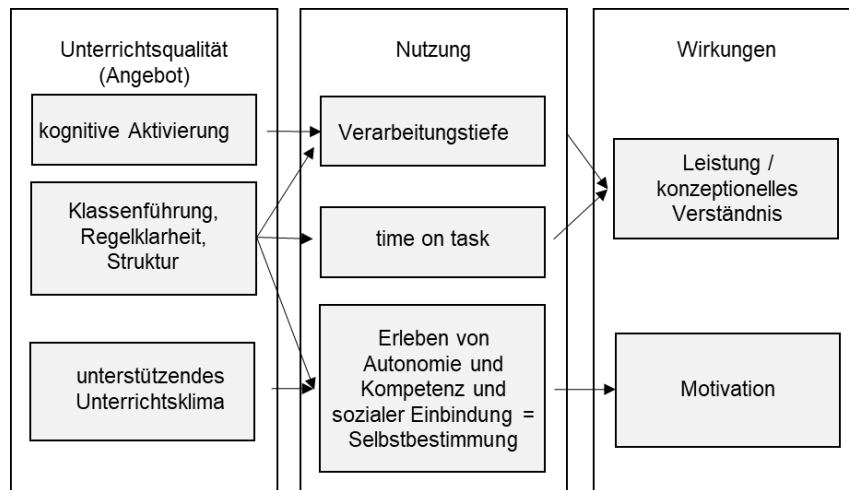 Unterrichtsqualität
(Angebot)
kognitive Aktivierung
Klassenführung,
Regelklarheit,
Struktur
unterstützendes
Unterrichtsklima
Nutzung
Verarbeitungstiefe
time on task
Erleben von
Autonomie und
Kompetenz und
sozialer Einbindung =
Selbstbestimmung
Wirkungen
Leistung /
konzeptionelles
Verständnis
Motivation